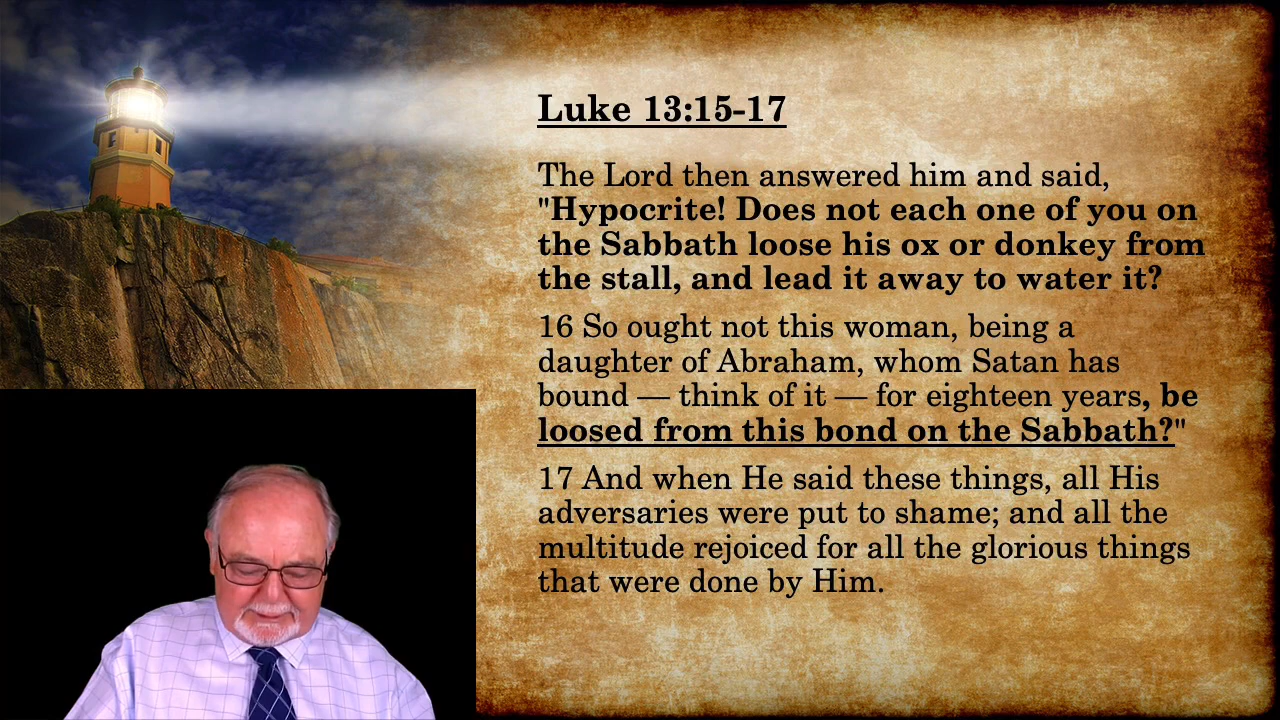 Luke 13:15-17
The Lord then answered him and said,
"Hypocrite! Does not each one of you on
the Sabbath loose his ox or donkey from
the stall, and lead it away to water it?
16 So ought not this woman, being a
daughter of Abraham, whom Satan has
bound — think of it — for eighteen years, be
loosed from this bond on the Sabbath?"
17 And when He said these things, all His
adversaries were put to shame; and all the
multitude rejoiced for all the glorious things
that were done by Him.